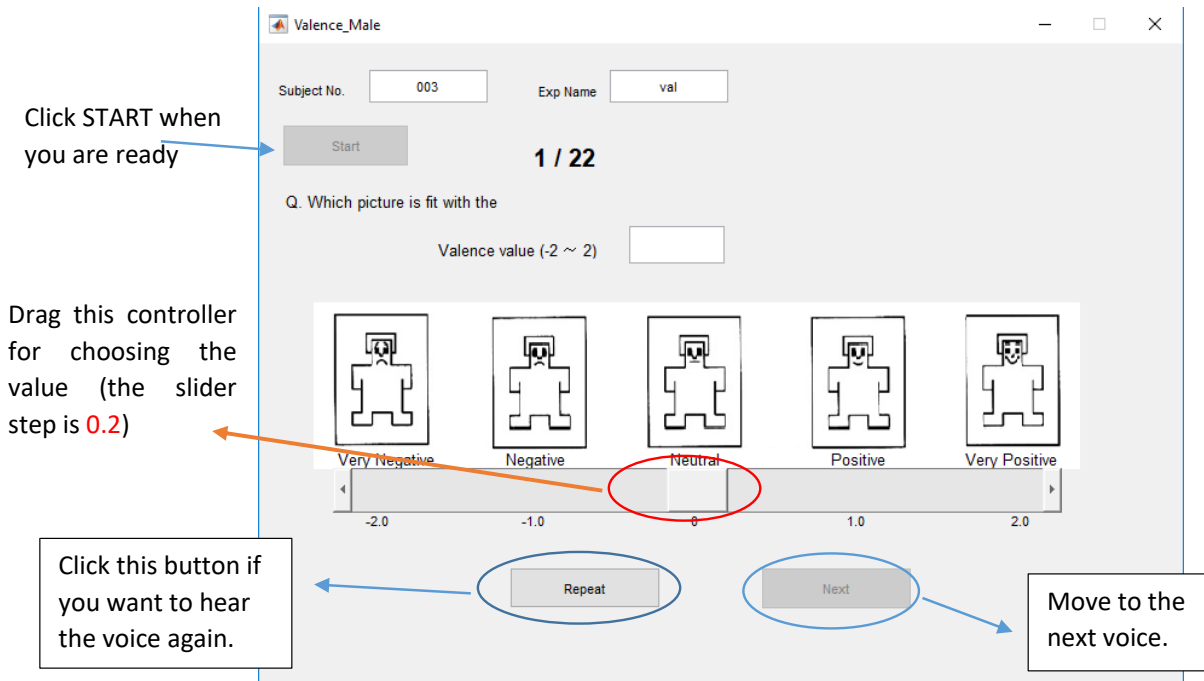 Valence_Male
Subject No. 003 Exp Name val
Click START when
you are ready
Start
1 / 22
Q. Which picture is fit with the
Valence value (-2 ~ 2)
Drag this controller
for choosing the
value (the slider
step is 0.2)
Very Negative Negative Neutral Positive Very Positive
-2.0 -1.0 0 1.0 2.0
Click this button if
you want to hear
the voice again.
Repeat
Next
Move to the
next voice.